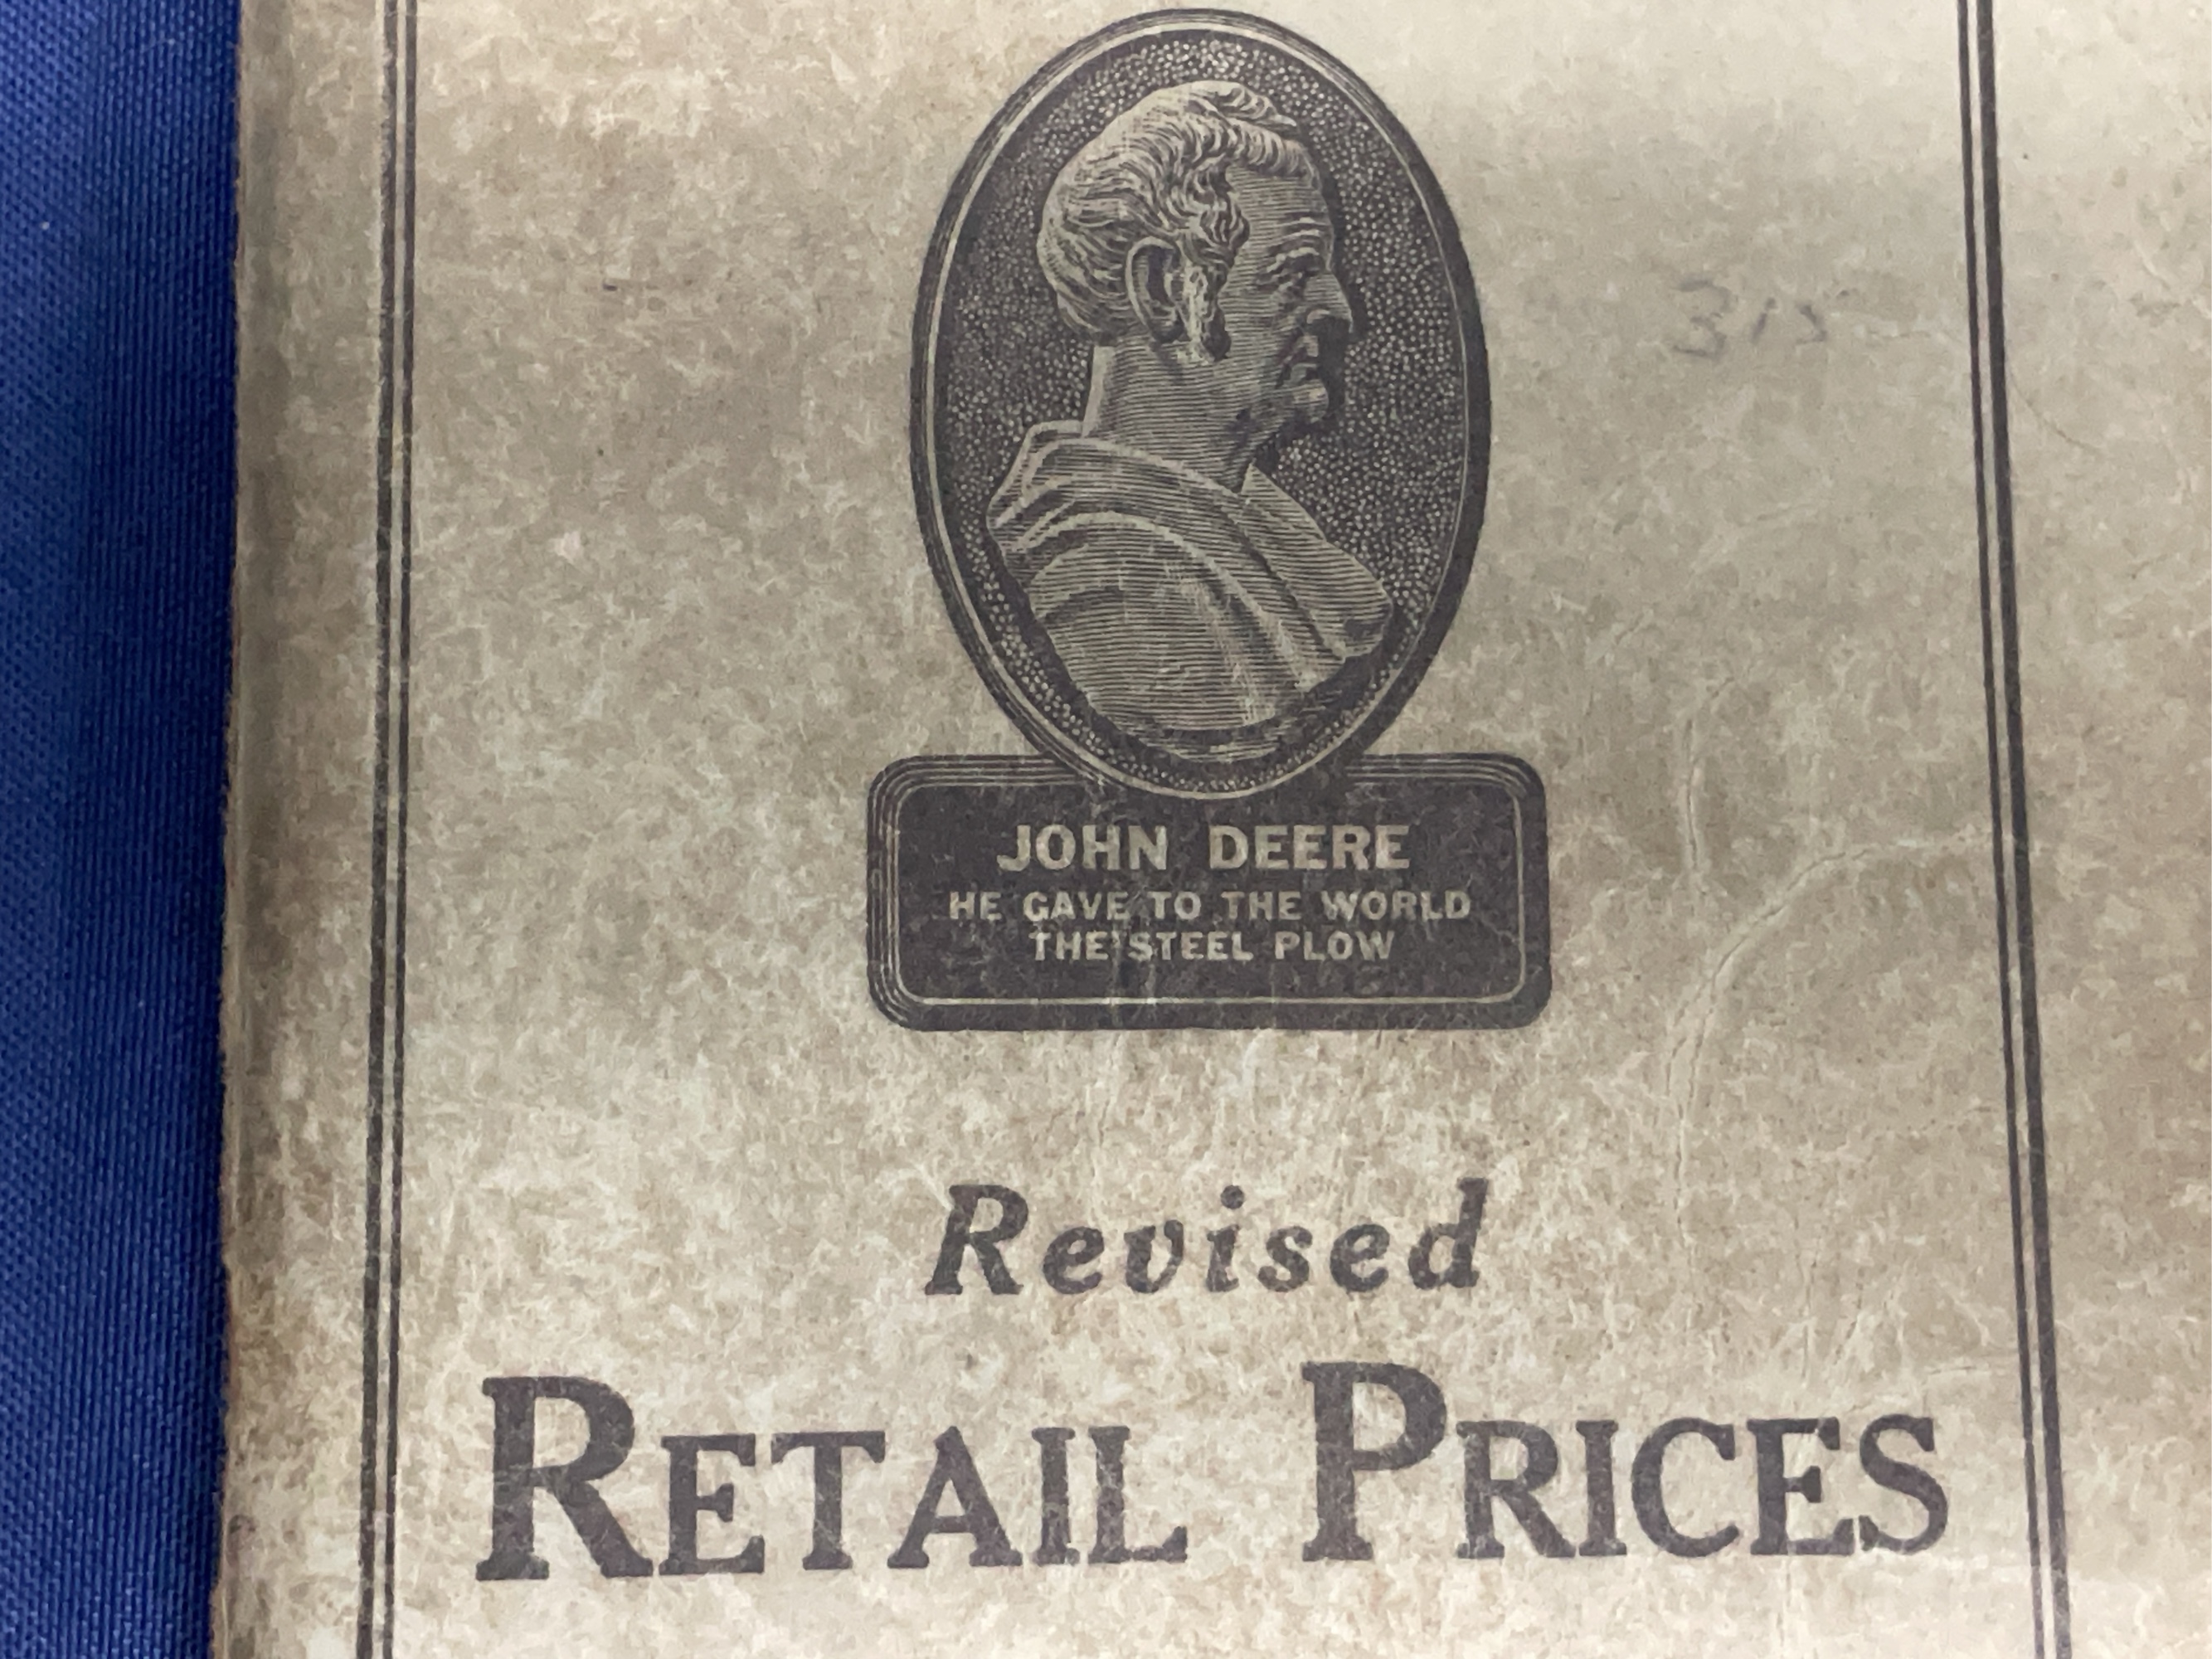 JOHN DEERE
HE GAVE TO THE WORLD
THE STEEL PLOW
Revised
RETAIL PRICES